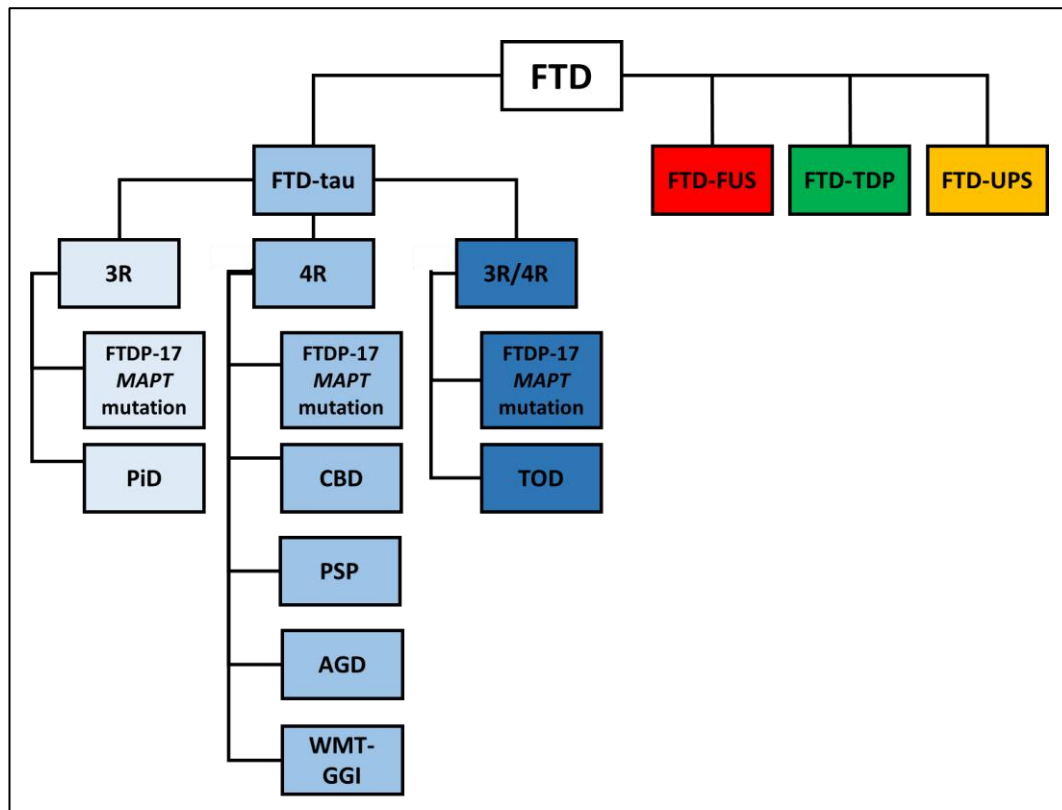 FTD
FTD-tau
FTD-FUS
FTD-TDP
FTD-UPS
3R
4R
3R/4R
FTDP-17
MAPT
mutation
FTDP-17
MAPT
mutation
FTDP-17
MAPT
mutation
PiD
CBD
TOD
PSP
AGD
WMT-
GGI